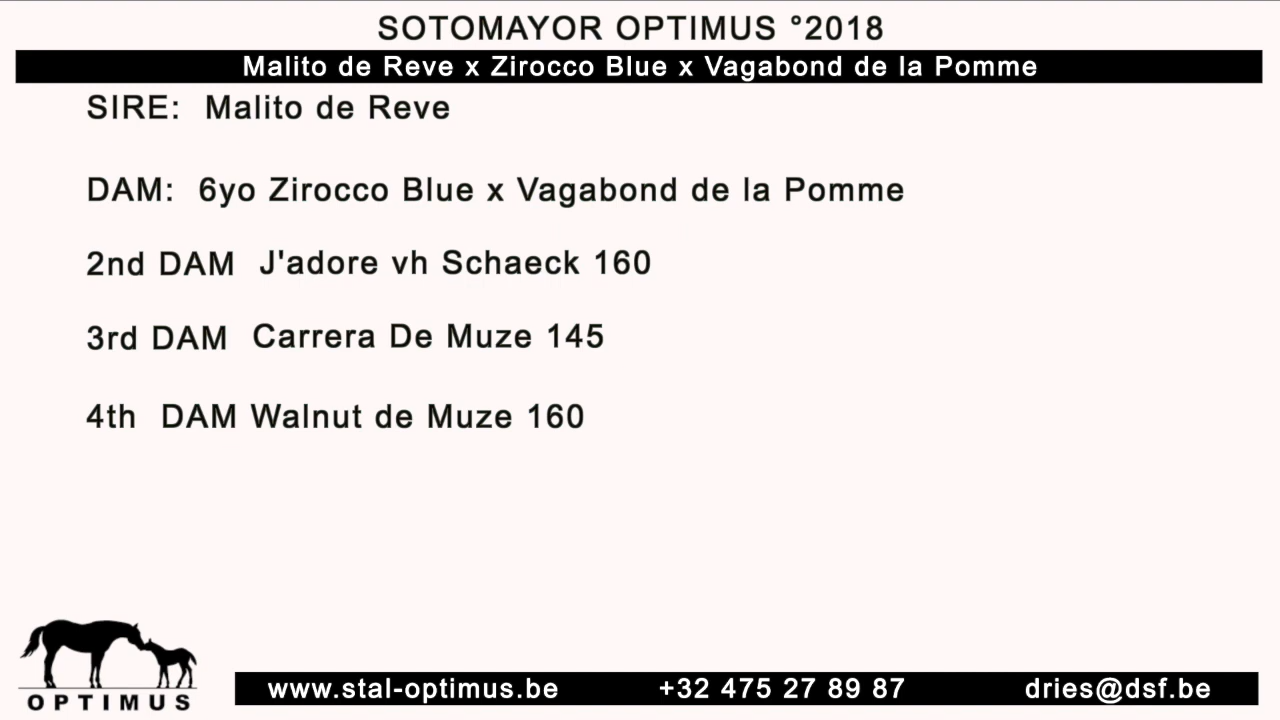 SOTOMAYOR OPTIMUS °2018
Malito de Reve x Zirocco Blue x Vagabond de la Pomme
SIRE: Malito de Reve
DAM: 6yo Zirocco Blue x Vagabond de la Pomme
2nd DAM J'adore vh Schaeck 160
3rd DAM Carrera De Muze 145
4th DAM Walnut de Muze 160
OPTIMUS
www.stal-optimus.be +32 475 27 89 87 dries@dsf.be